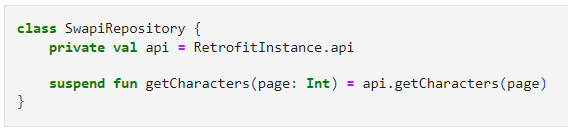 class SwapiRepository {
    private val api = RetrofitInstance.api

    suspend fun getCharacters(page: Int) = api.getCharacters(page)
}